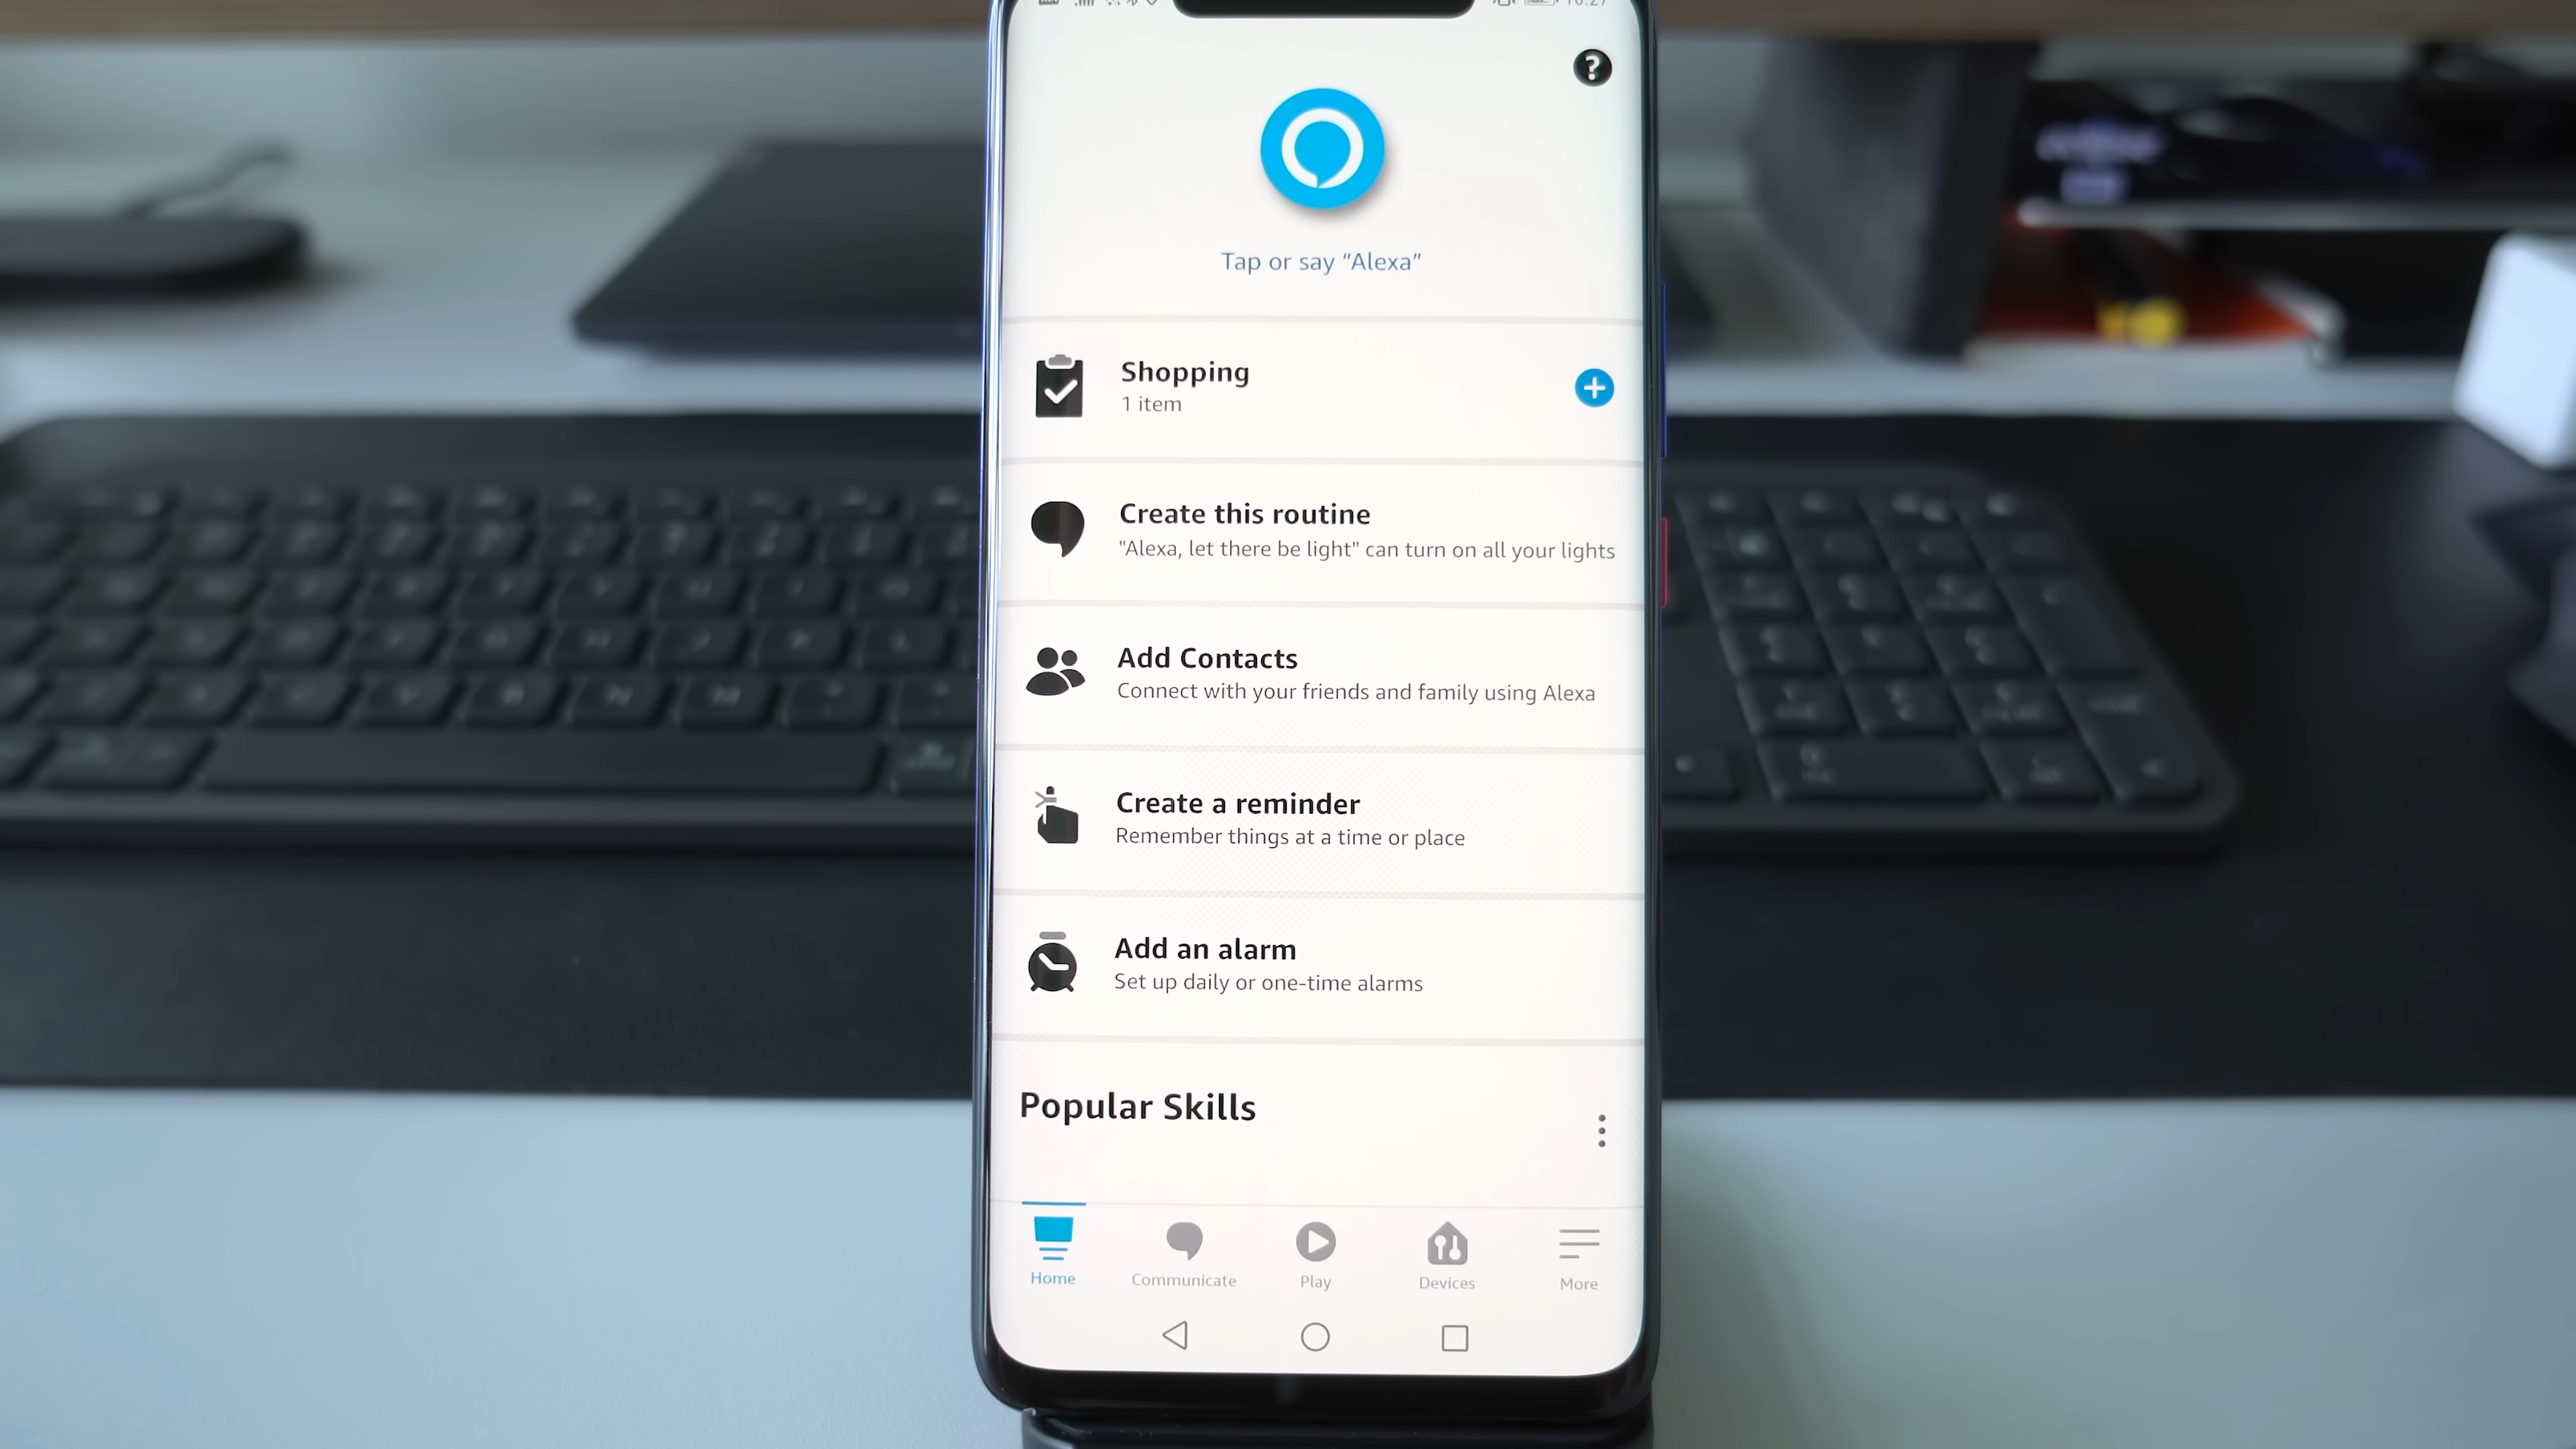 10:27
?
Tap or say “Alexa”
Shopping
1 item
Create this routine
"Alexa, let there be light" can turn on all your lights
Add Contacts
Connect with your friends and family using Alexa
Create a reminder
Remember things at a time or place
Add an alarm
Set up daily or one-time alarms
Popular Skills
Home
Communicate
Play
Devices
More